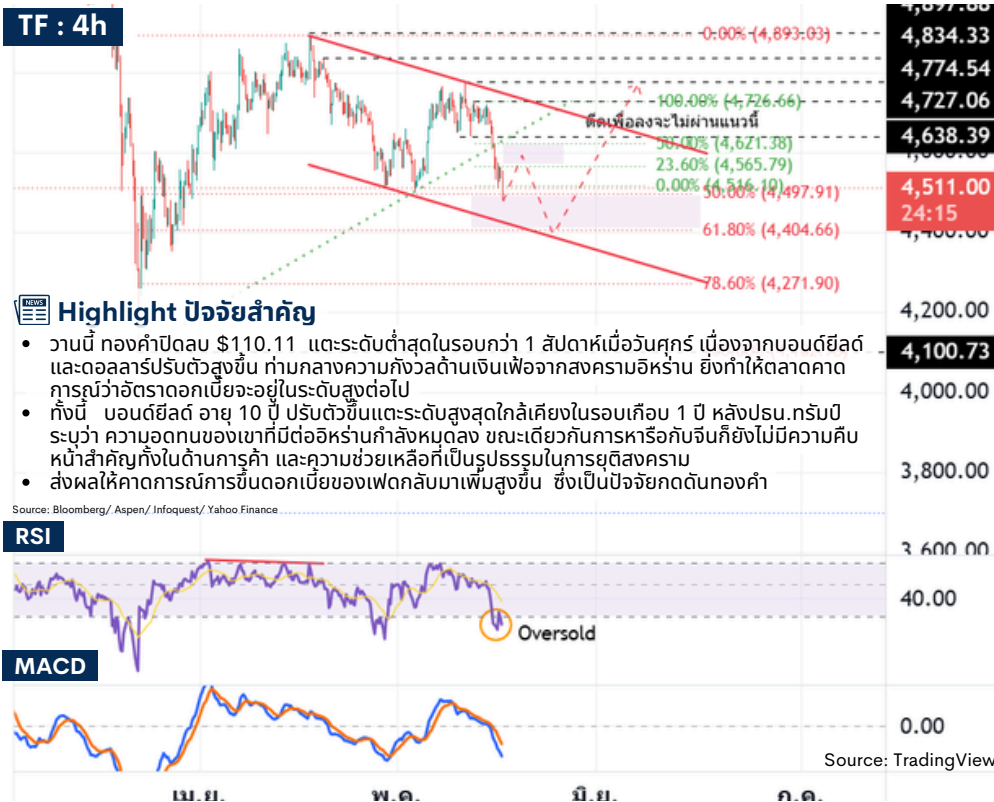 TF : 4h
4,897.88
0.00% (4,893.03)
4,834.33
4,774.54
100.00% (4,726.66)
4,727.06
ดีดเพื่อลงจะไม่ผ่านแนวนี้
4,638.39
50.00% (4,621.38)
23.60% (4,565.79)
0.00% (4,516.10)
50.00% (4,497.91)
4,511.00
24:15
61.80% (4,404.66)
4,400.00
78.60% (4,271.90)
4,200.00
NEWS
Highlight ปัจจัยสำคัญ
4,100.73
• วานนี้ ทองคำปิดลบ $110.11 แตะระดับต่ำสุดในรอบกว่า 1 สัปดาห์เมื่อวันศุกร์ เนื่องจากบอนด์ยีลด์
และดอลลาร์ปรับตัวสูงขึ้น ท่ามกลางความกังวลด้านเงินเฟ้อจากสงครามอิหร่าน ยิ่งทำให้ตลาดคาด
การณ์ว่าอัตราดอกเบี้ยจะอยู่ในระดับสูงต่อไป
4,000.00
• ทั้งนี้ บอนด์ยีลด์ อายุ 10 ปี ปรับตัวขึ้นแตะระดับสูงสุดใกล้เคียงในรอบเกือบ 1 ปี หลังปธน.ทรัมป์
ระบุว่า ความอดทนของเขาที่มีต่ออิหร่านกำลังหมดลง ขณะเดียวกันการหารือกับจีนก็ยังไม่มีความคืบ
หน้าสำคัญทั้งในด้านการค้า และความช่วยเหลือที่เป็นรูปธรรมในการยุติสงคราม
3,800.00
• ส่งผลให้คาดการณ์การขึ้นดอกเบี้ยของเฟดกลับมาเพิ่มสูงขึ้น ซึ่งเป็นปัจจัยกดดันทองคำ
Source: Bloomberg/ Aspen/ Infoquest/ Yahoo Finance
3,600.00
RSI
40.00
Oversold
MACD
0.00
Source: TradingView
เม.ย. พ.ค. มิ.ย. ก.ค.